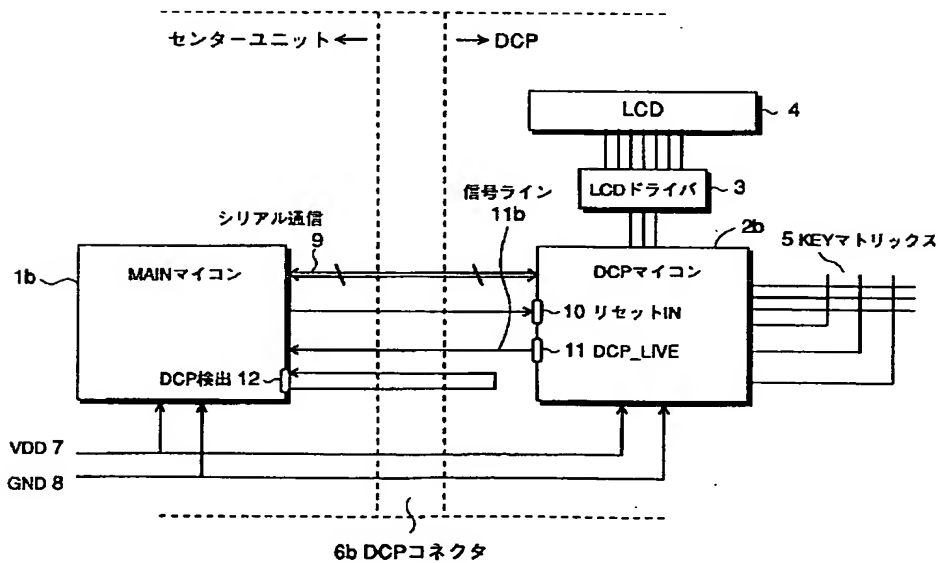 センターユニット← →DCP
LCD 4
LCDドライバ 3
信号ライン
11b
シリアル通信
9
2b
5 KEYマトリックス
1b
MAINマイコン
DCPマイコン
10 リセットIN
11 DCP_LIVE
DCP検出 12
VDD 7
GND 8
6b DCPコネクタ